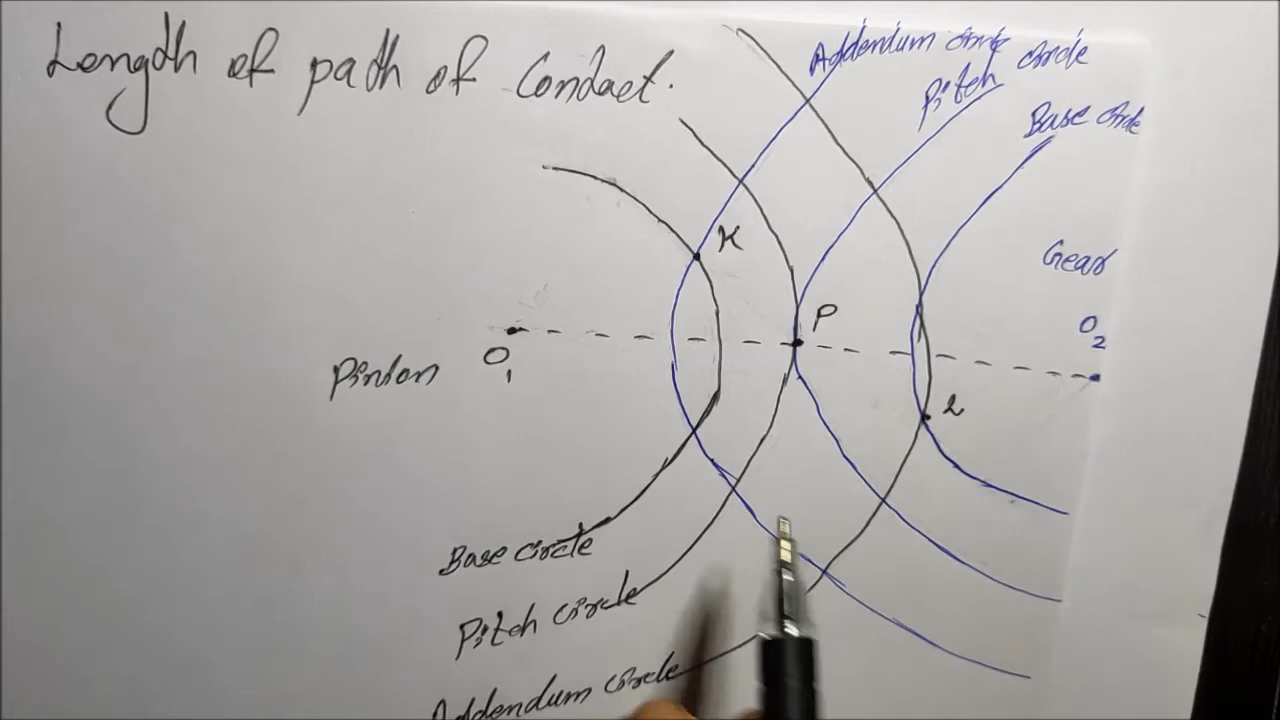 Length of path of Contact.
Addendum circle
Pitch circle
Base circle
K
Gear
P
O2
O1
Pinion
L
Base circle
Pitch circle
Addendum circle